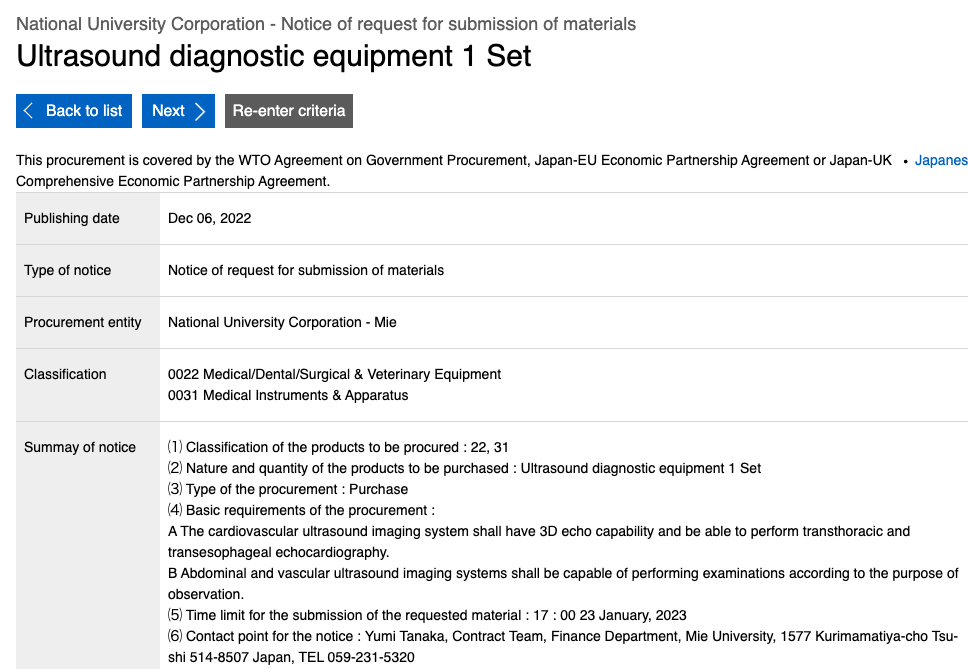 National University Corporation - Notice of request for submission of materials
Ultrasound diagnostic equipment 1 Set
Back to list Next Re-enter criteria
This procurement is covered by the WTO Agreement on Government Procurement, Japan-EU Economic Partnership Agreement or Japan-UK • Japanes
Comprehensive Economic Partnership Agreement.
Publishing date Dec 06, 2022
Type of notice Notice of request for submission of materials
Procurement entity National University Corporation - Mie
Classification 0022 Medical/Dental/Surgical & Veterinary Equipment
0031 Medical Instruments & Apparatus
Summay of notice ⑴ Classification of the products to be procured : 22, 31
⑵ Nature and quantity of the products to be purchased : Ultrasound diagnostic equipment 1 Set
⑶ Type of the procurement : Purchase
⑷ Basic requirements of the procurement :
A The cardiovascular ultrasound imaging system shall have 3D echo capability and be able to perform transthoracic and
transesophageal echocardiography.
B Abdominal and vascular ultrasound imaging systems shall be capable of performing examinations according to the purpose of
observation.
⑸ Time limit for the submission of the requested material : 17 : 00 23 January, 2023
⑹ Contact point for the notice : Yumi Tanaka, Contract Team, Finance Department, Mie University, 1577 Kurimamatiya-cho Tsu-
shi 514-8507 Japan, TEL 059-231-5320